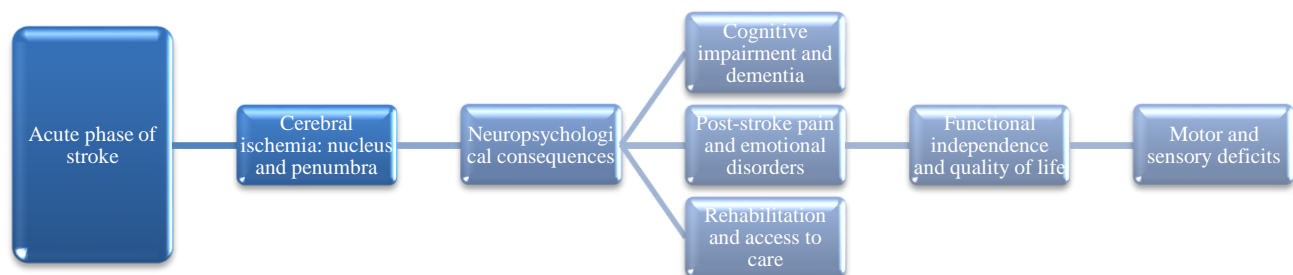 Acute phase of
stroke
Cerebral
ischemia: nucleus
and penumbra
Neuropsychologi
cal consequences
Cognitive
impairment and
dementia
Post-stroke pain
and emotional
disorders
Rehabilitation
and access to
care
Functional
independence
and quality of life
Motor and
sensory deficits